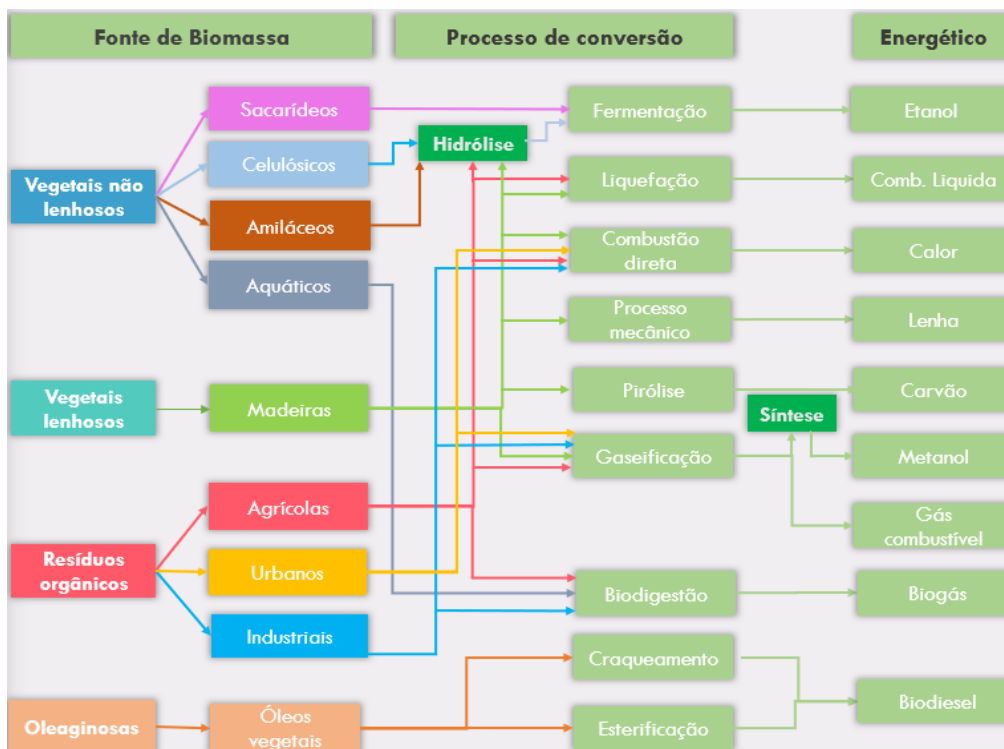 Fonte de Biomassa
Processo de conversão
Energético
Vegetais não
lenhosos
Sacarídeos
Celulósicos
Amiláceos
Aquáticos
Hidrólise
Fermentação
Etanol
Liquefação
Comb. Liquida
Combustão
direta
Calor
Processo
mecânico
Lenha
Vegetais
lenhosos
Madeiras
Pirólise
Carvão
Síntese
Gaseificação
Metanol
Gás
combustível
Resíduos
orgânicos
Agrícolas
Urbanos
Industriais
Biodigestão
Biogás
Oleaginosas
Óleos
vegetais
Craqueamento
Esterificação
Biodiesel